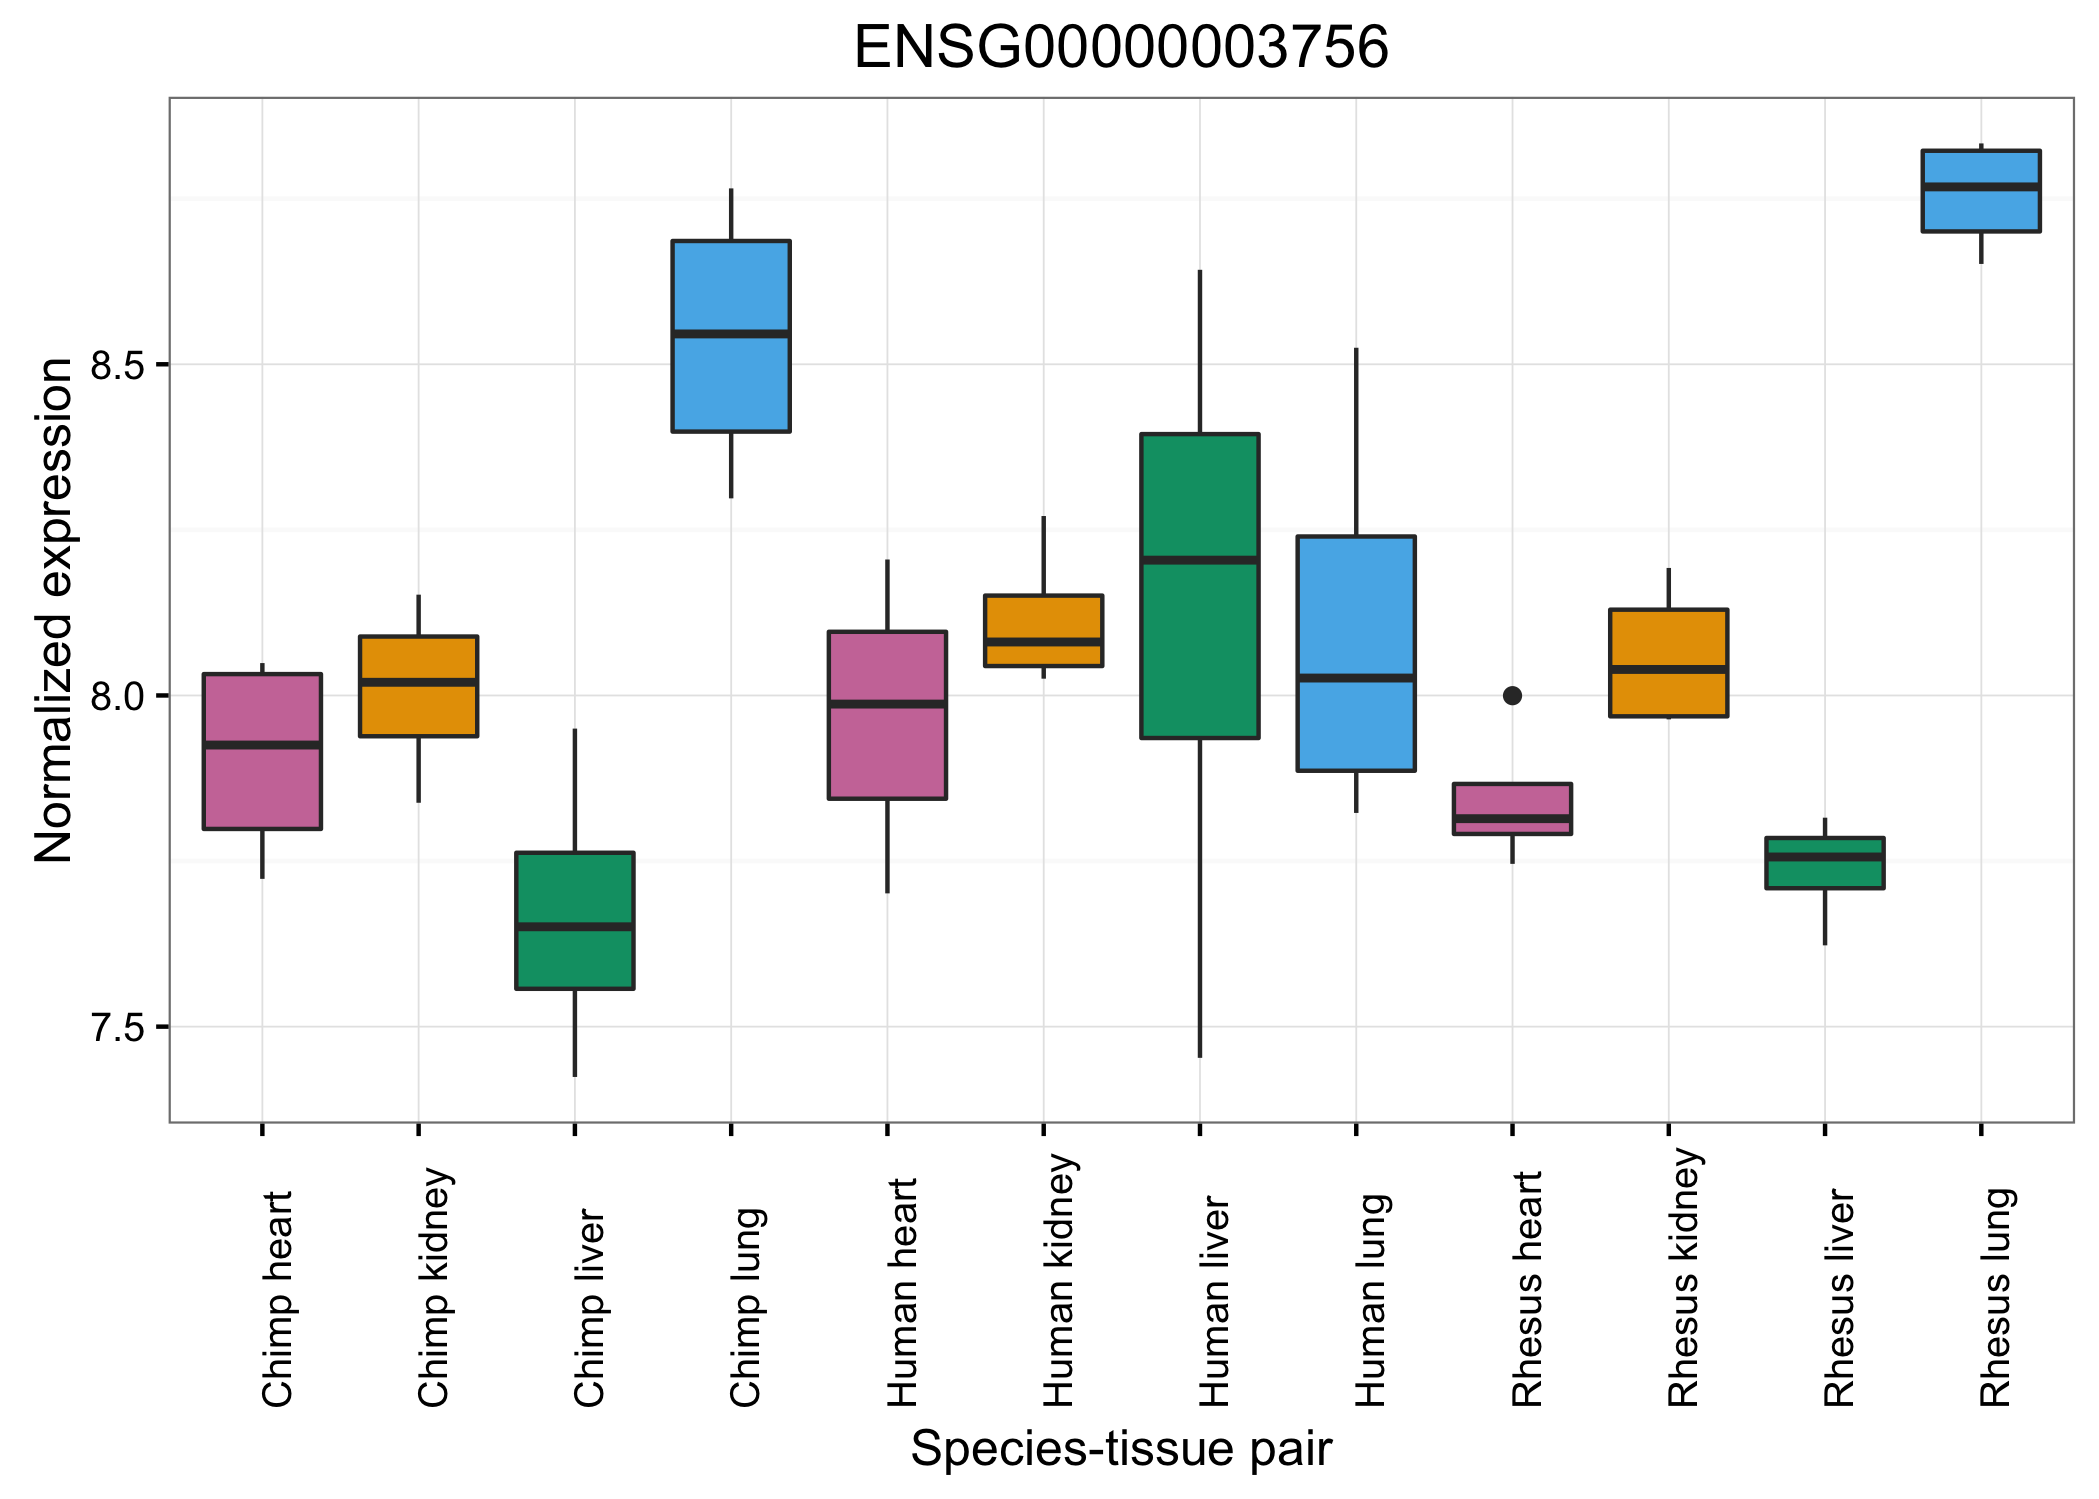 ENSG00000003756
Normalized expression
8.5
8.0
7.5
Chimp heart
Chimp kidney
Chimp liver
Chimp lung
Human heart
Human kidney
Human liver
Human lung
Rhesus heart
Rhesus kidney
Rhesus liver
Rhesus lung
Species-tissue pair